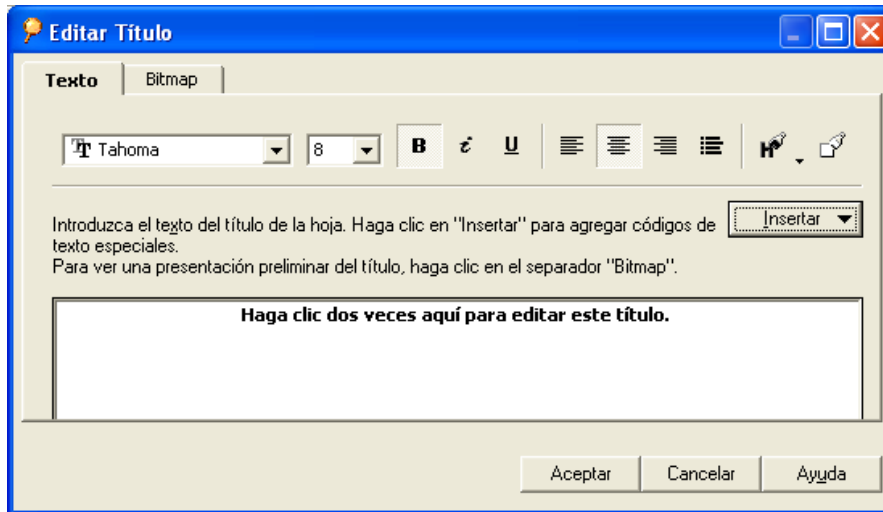 Editar Título
Texto Bitmap
Tahoma 8 B i U H
Introduzca el texto del título de la hoja. Haga clic en "Insertar" para agregar códigos de
texto especiales.
Insertar
Para ver una presentación preliminar del título, haga clic en el separador "Bitmap".
Haga clic dos veces aquí para editar este título.
Aceptar Cancelar Ayuda